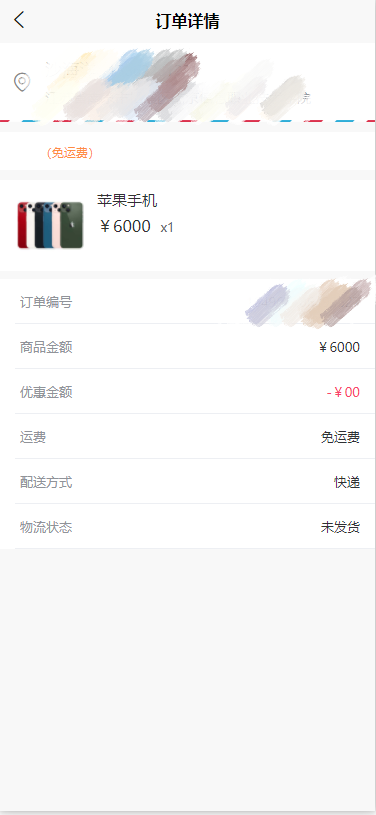 订单详情
(免运费)
苹果手机
￥6000 x1
订单编号
商品金额 ￥6000
优惠金额 -￥00
运费 免运费
配送方式 快递
物流状态 未发货